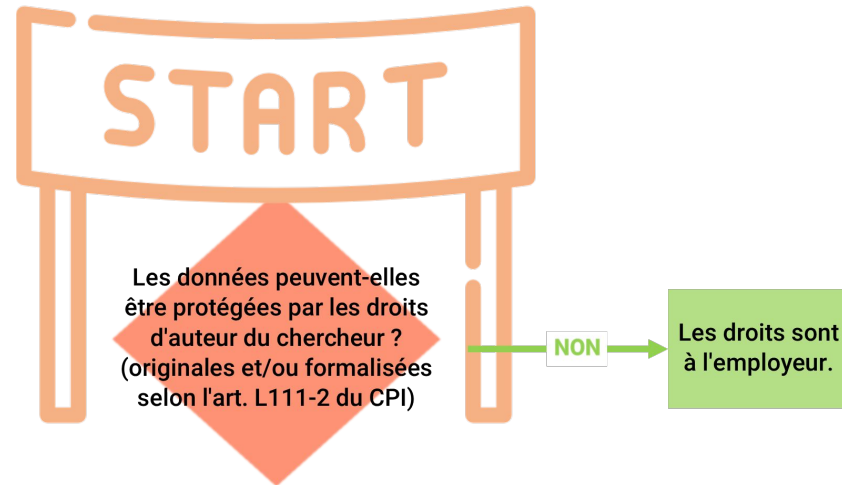 START
Les données peuvent-elles
être protégées par les droits
d'auteur du chercheur ?
(originales et/ou formalisées
selon l'art. L111-2 du CPI)
NON
Les droits sont
à l'employeur.